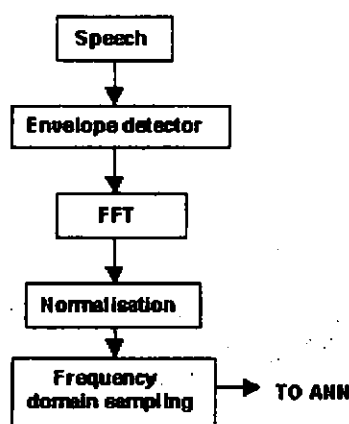 Speech
Envelope detector
FFT
Normalisation
Frequency
domain sampling
TO ANN